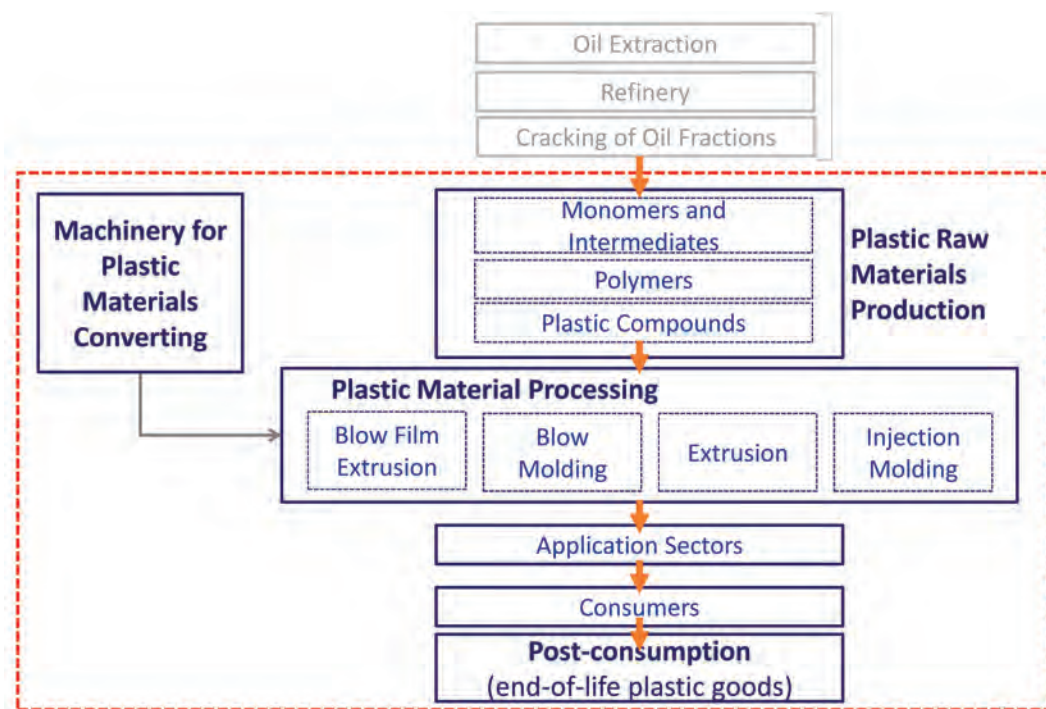 Oil Extraction
Refinery
Cracking of Oil Fractions
Machinery for
Plastic
Materials
Converting
Monomers and
Intermediates
Polymers
Plastic Compounds
Plastic Raw
Materials
Production
Plastic Material Processing
Blow Film
Extrusion
Blow
Molding
Extrusion
Injection
Molding
Application Sectors
Consumers
Post-consumption
(end-of-life plastic goods)